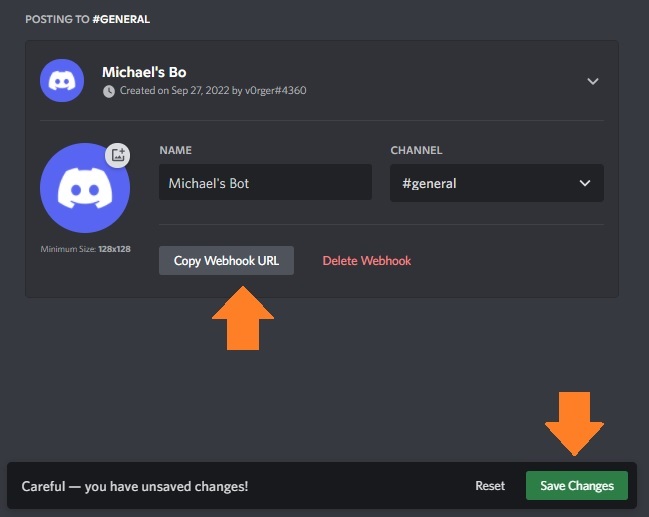 POSTING TO #GENERAL
Michael's Bo
Created on Sep 27, 2022 by v0rger#4360
NAME
CHANNEL
Michael's Bot
#general
Minimum Size: 128x128
Copy Webhook URL
Delete Webhook
Careful — you have unsaved changes!
Reset
Save Changes